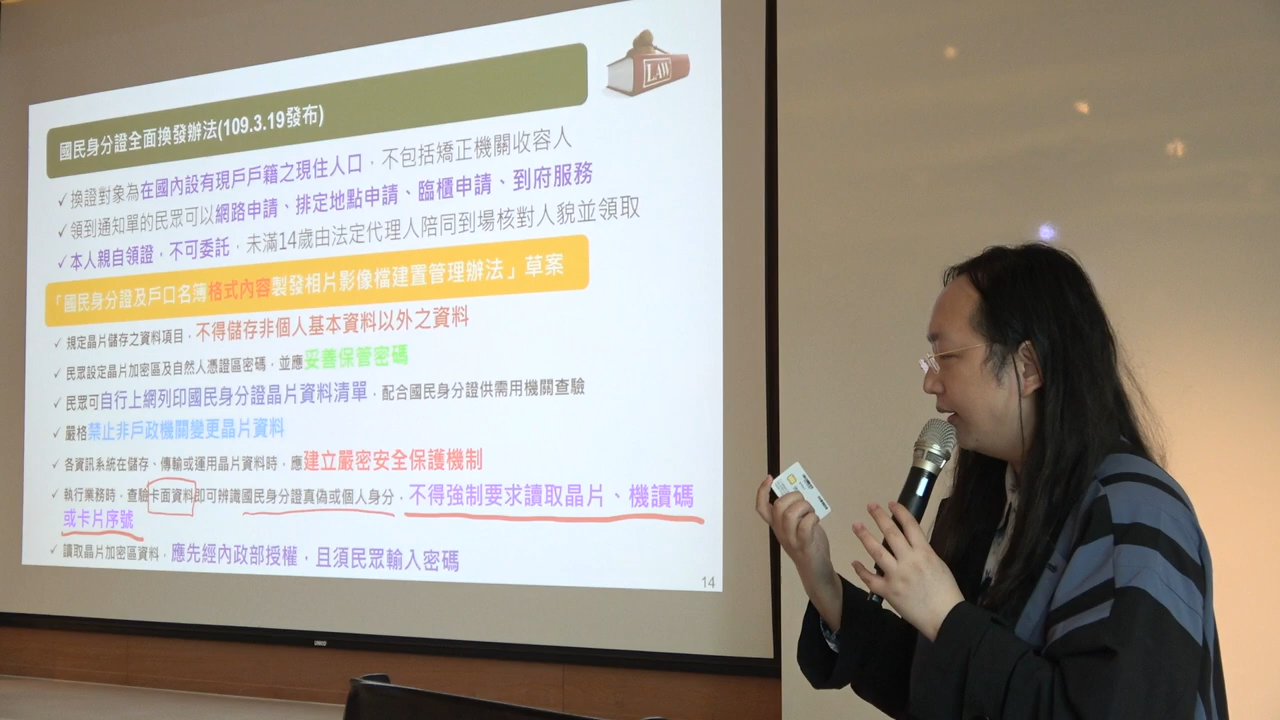 國民身分證全面換發辦法(109.3.19發布)
LAW
✓換證對象為在國內設有現戶戶籍之現住人口，不包括矯正機關收容人
✓領到通知單的民眾可以網路申請、排定地點申請、臨櫃申請、到府服務
✓本人親自領證，不可委託，未滿14歲由法定代理人陪同到場核對人貌並領取
「國民身分證及戶口名簿格式內容製發相片影像檔建置管理辦法」草案
✓規定晶片儲存之資料項目，不得儲存非個人基本資料以外之資料
✓民眾設定晶片加密區及自然人憑證區密碼，並應妥善保管密碼
✓民眾可自行上網列印國民身分證晶片資料清單，配合國民身分證供需用機關查驗
✓嚴格禁止非戶政機關變更晶片資料
✓各資訊系統在儲存、傳輸或運用晶片資料時，應建立嚴密安全保護機制
✓執行業務時，查驗卡面資料即可辨識國民身分證真偽或個人身分，不得強制要求讀取晶片、機讀碼
或卡片序號
✓讀取晶片加密區資料，應先經內政部授權，且須民眾輸入密碼
14